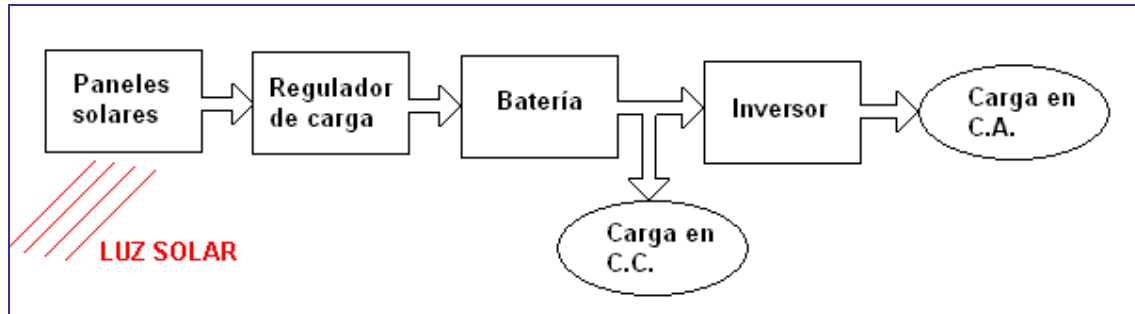 Paneles
solares
Regulador
de carga
Batería
Inversor
Carga en
C.A.
Carga en
C.C.
LUZ SOLAR